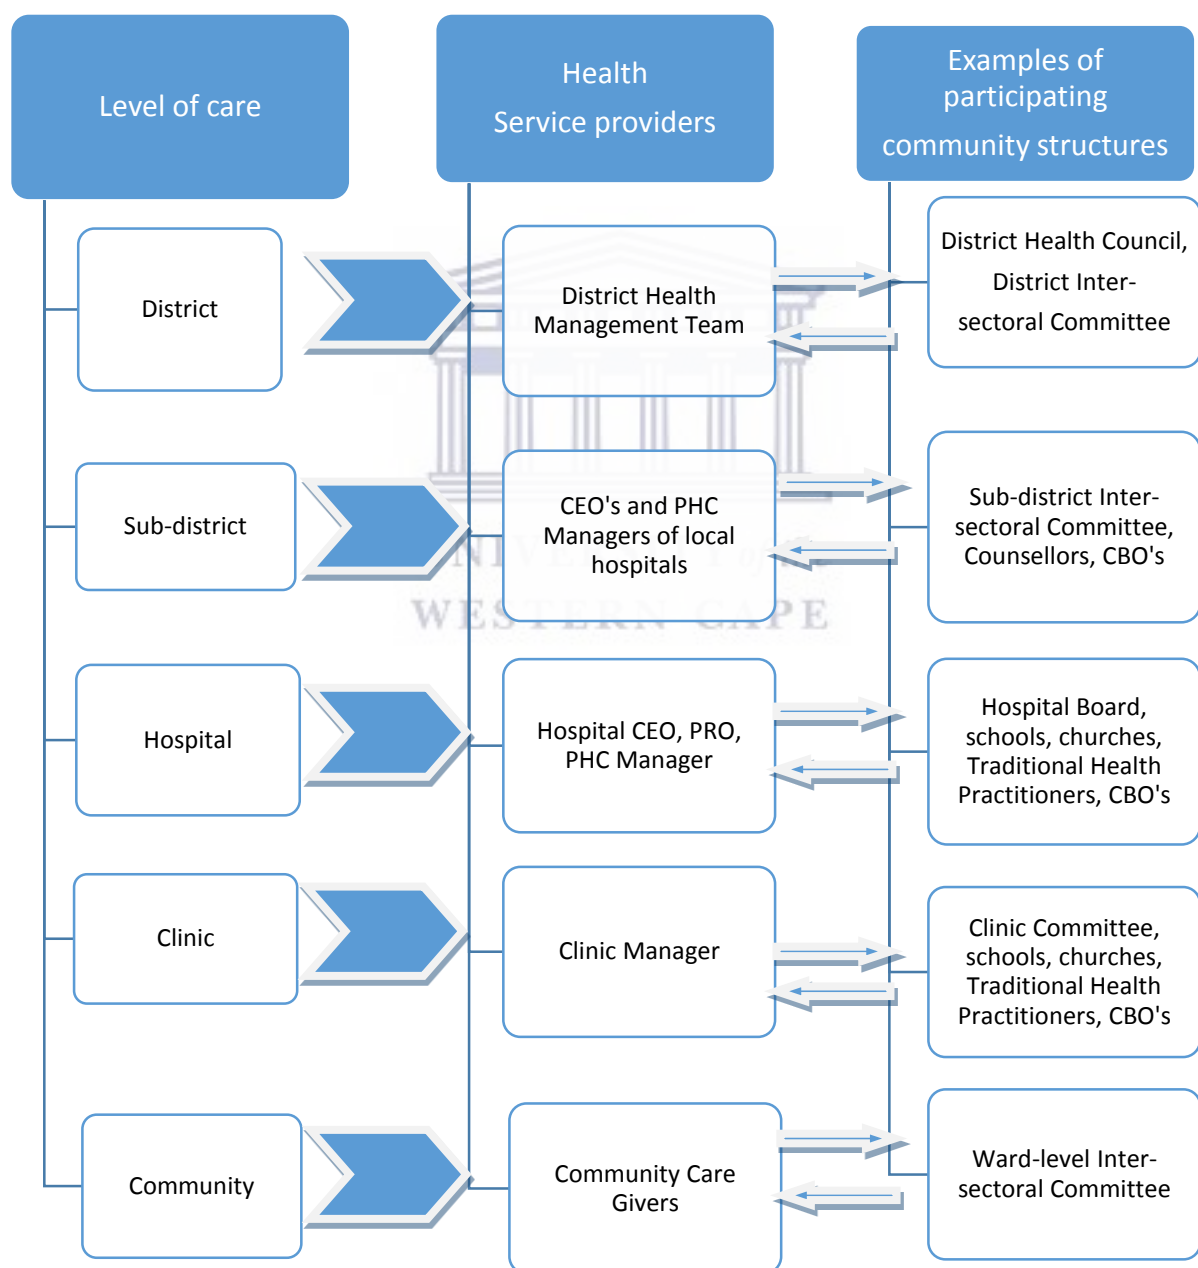 Level of care
Health
Service providers
Examples of
participating
community structures
District
District Health
Management Team
District Health Council,
District Inter-
sectoral Committee
Sub-district
CEO's and PHC
Managers of local
hospitals
Sub-district Inter-
sectoral Committee,
Counsellors, CBO's
Hospital
Hospital CEO, PRO,
PHC Manager
Hospital Board,
schools, churches,
Traditional Health
Practitioners, CBO's
Clinic
Clinic Manager
Clinic Committee,
schools, churches,
Traditional Health
Practitioners, CBO's
Community
Community Care
Givers
Ward-level Inter-
sectoral Committee
WESTERN CAPE